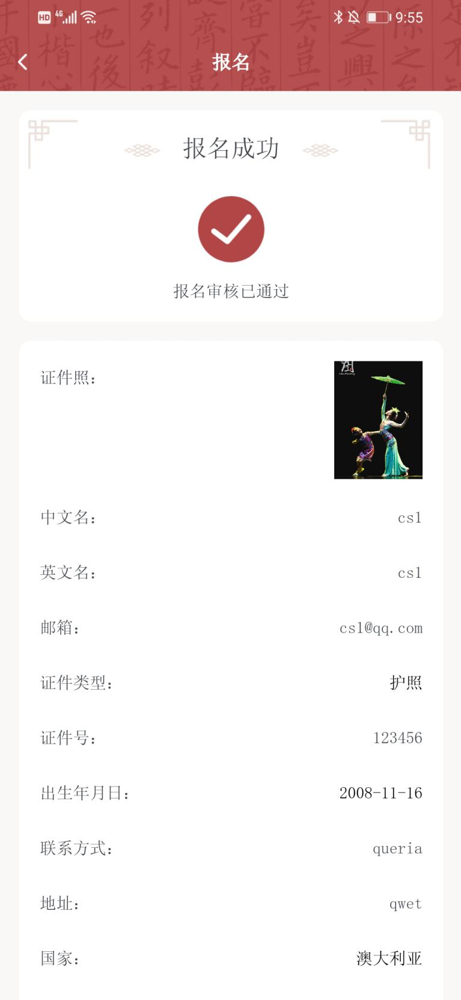 HD 4G 9:55
报名
报名成功
报名审核已通过
证件照：
中文名： cs1
英文名： cs1
邮箱： cs1@qq.com
证件类型： 护照
证件号： 123456
出生年月日： 2008-11-16
联系方式： queria
地址： qwet
国家： 澳大利亚